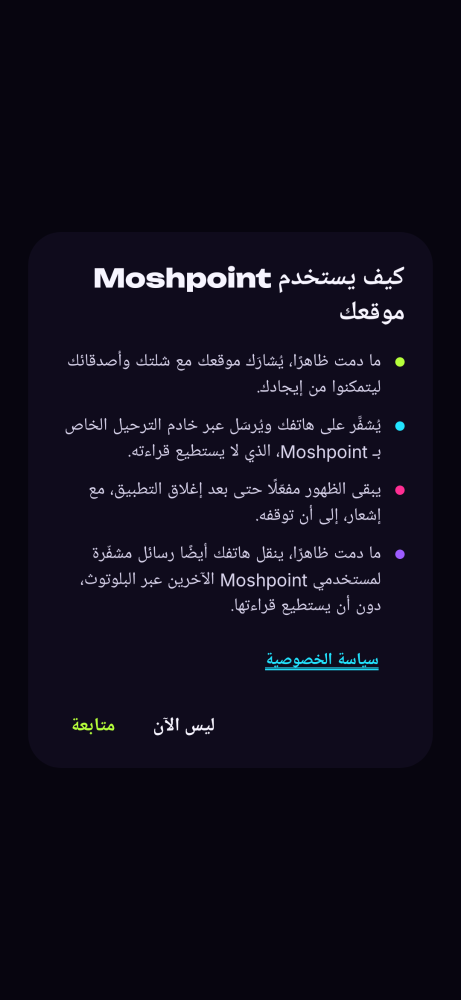 كيف يستخدم Moshpoint
موقعك
ما دمت ظاهرًا، يُشارَك موقعك مع شلتك وأصدقائك
ليتمكنوا من إيجادك.
يُشفَّر على هاتفك ويُرسَل عبر خادم الترحيل الخاص
بـ Moshpoint، الذي لا يستطيع قراءته.
يبقى الظهور مفعّلًا حتى بعد إغلاق التطبيق، مع
إشعار، إلى أن توقفه.
ما دمت ظاهرًا، ينقل هاتفك أيضًا رسائل مشفّرة
لمستخدمي Moshpoint الآخرين عبر البلوتوث،
دون أن يستطيع قراءتها.
سياسة الخصوصية
ليس الآن
متابعة